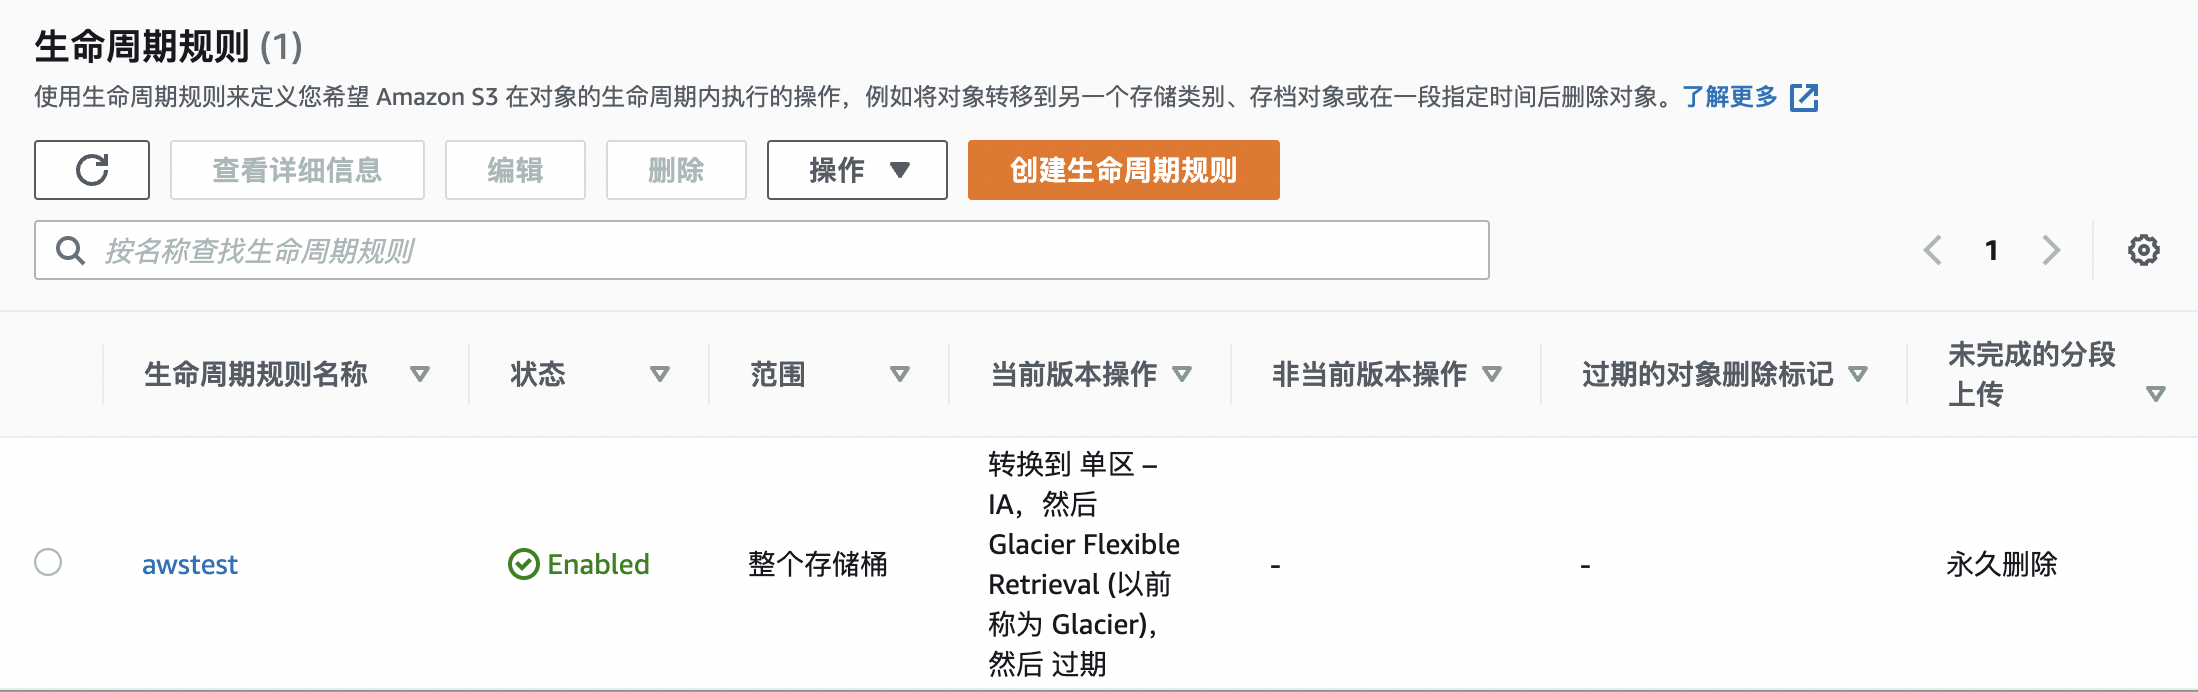 生命周期规则 (1)
使用生命周期规则来定义您希望 Amazon S3 在对象的生命周期内执行的操作，例如将对象转移到另一个存储类别、存档对象或在一段指定时间后删除对象。了解更多
查看详细信息 编辑 删除 操作 创建生命周期规则
按名称查找生命周期规则 1
生命周期规则名称 状态 范围 当前版本操作 非当前版本操作 过期的对象删除标记 未完成的分段
上传
awstest Enabled 整个存储桶
转换到 单区 –
IA，然后
Glacier Flexible
Retrieval (以前
称为 Glacier)，
然后 过期
-
-
永久删除